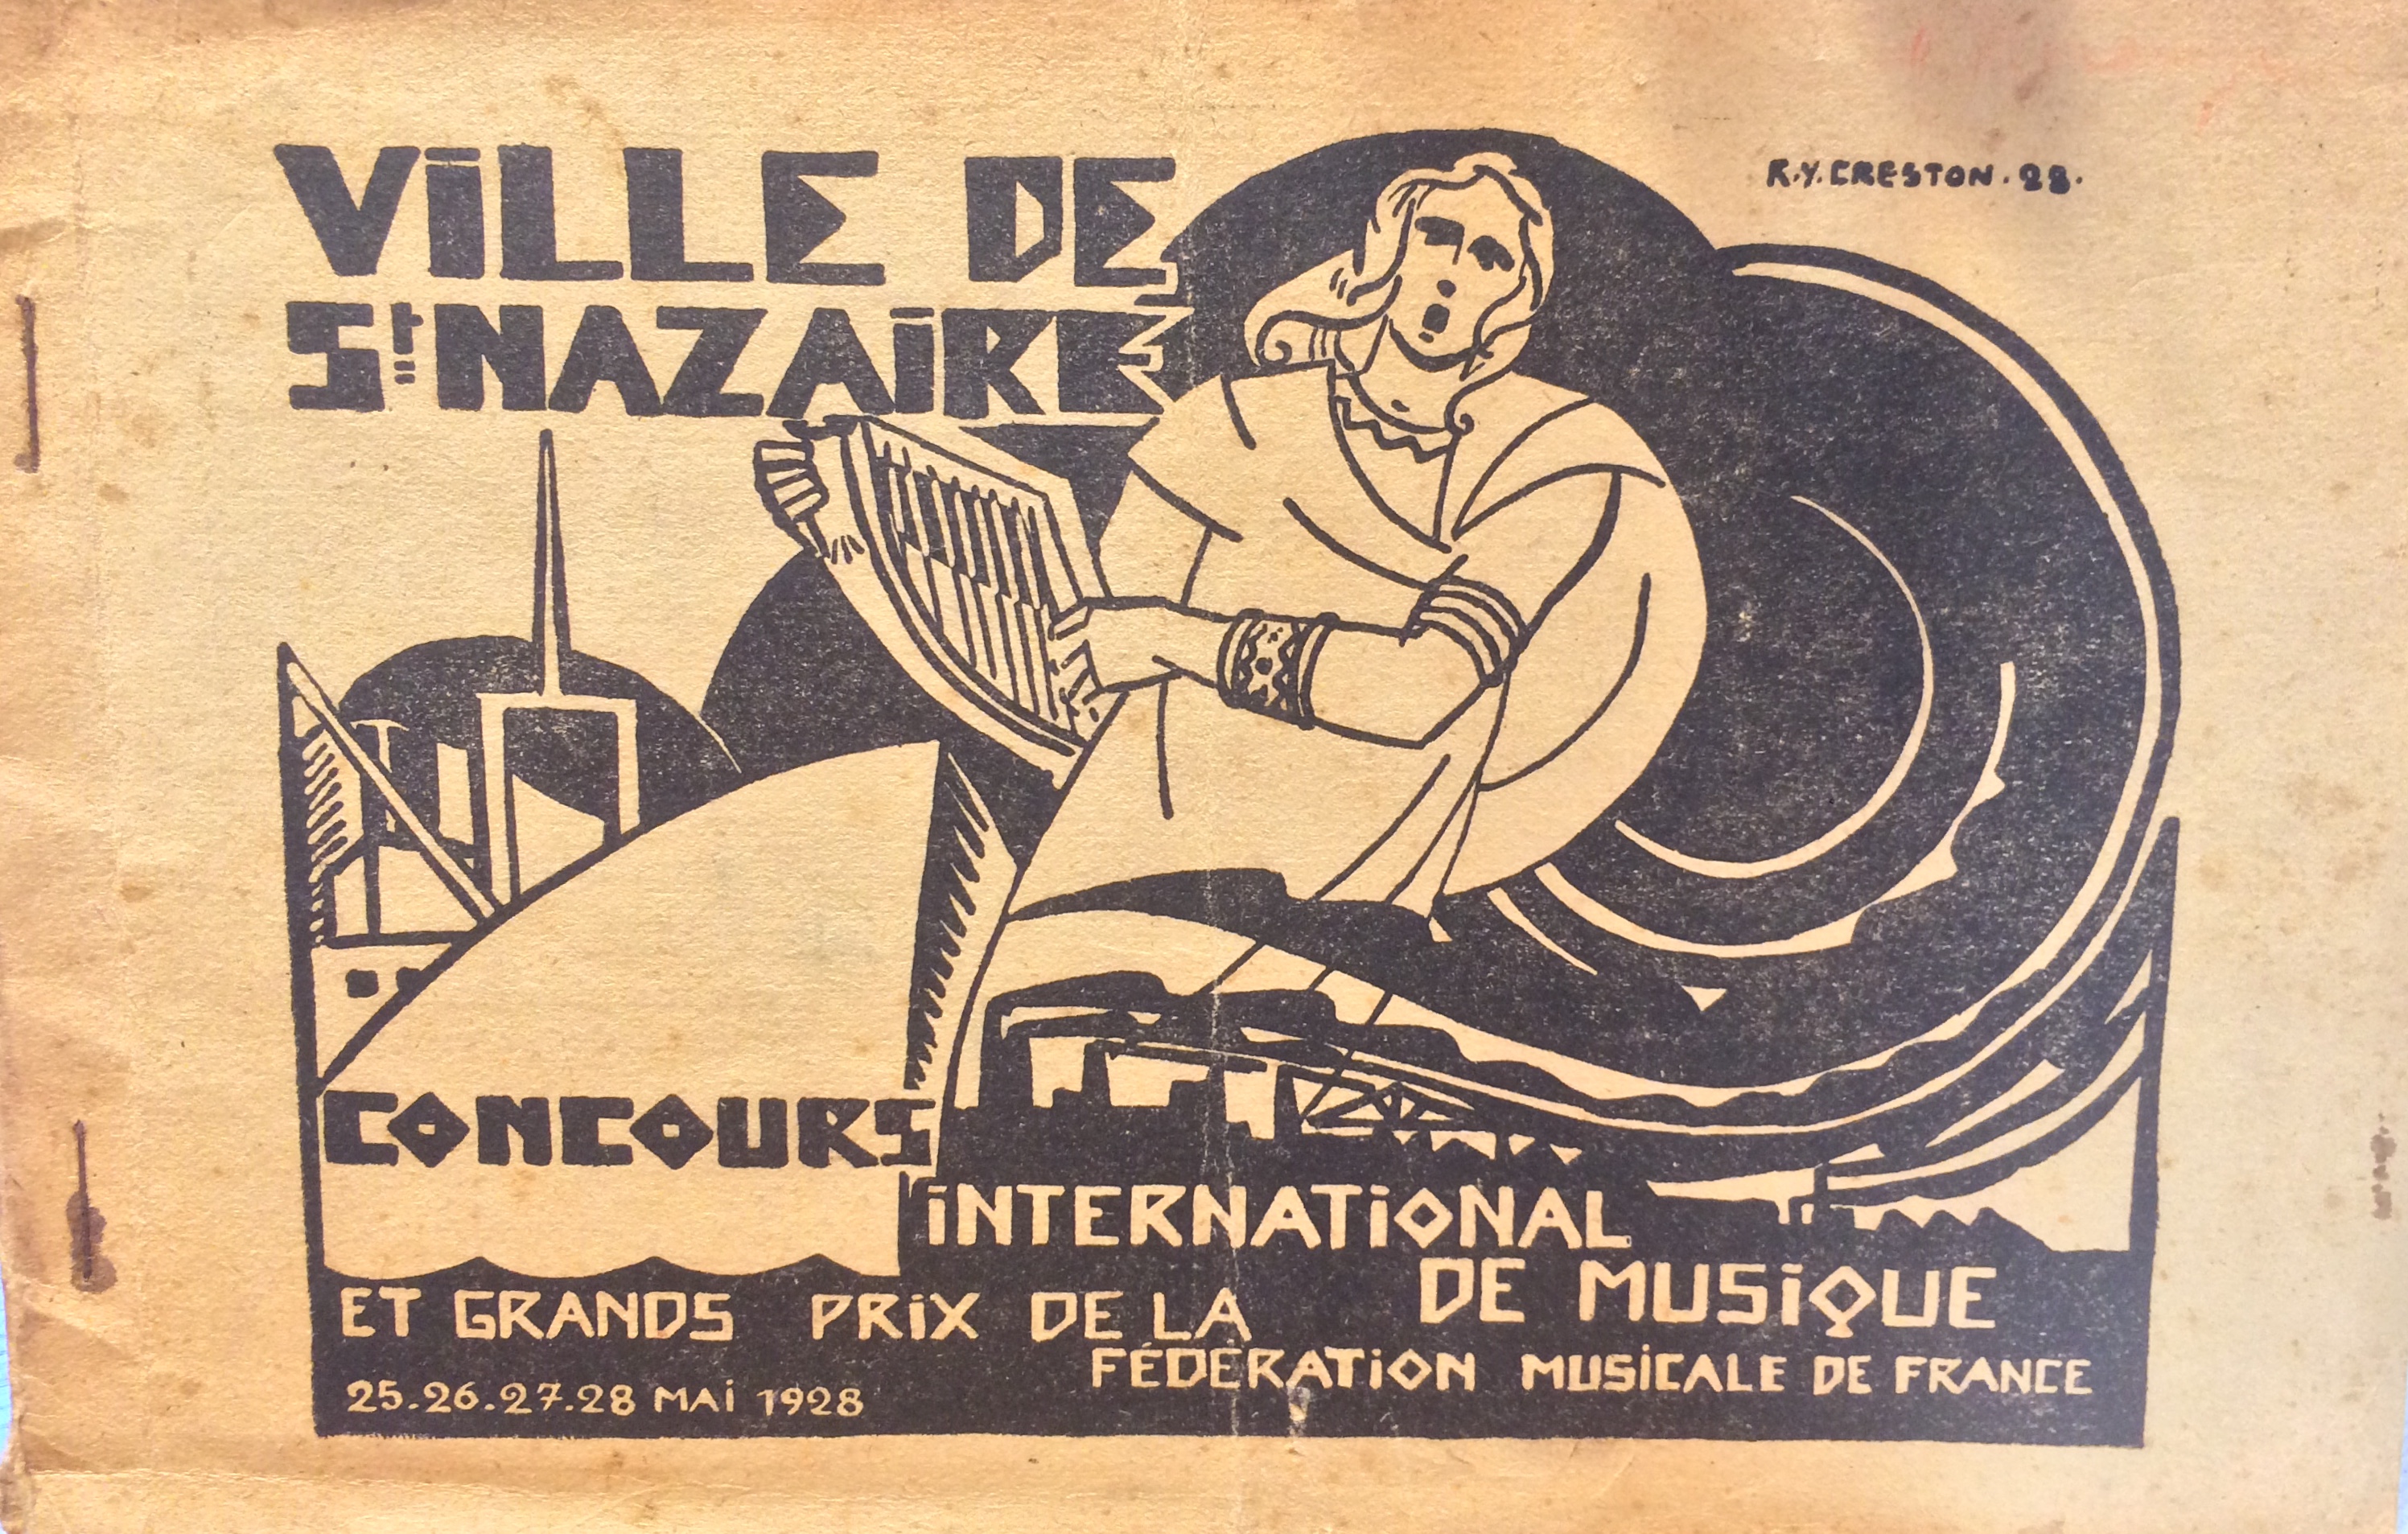 VILLE DE
St NAZAIRE
R.Y. CRESTON. 28.
CONCOURS
INTERNATIONAL
DE MUSIQUE
ET GRANDS PRIX DE LA
FÉDÉRATION MUSICALE DE FRANCE
25.26.27.28 MAI 1928